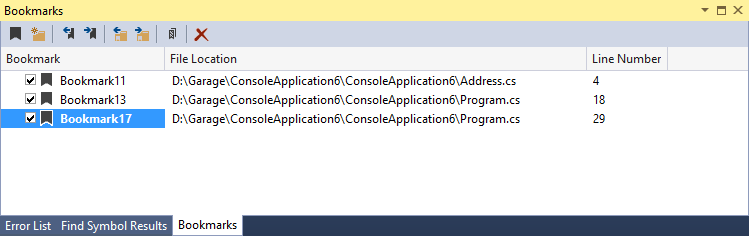 Bookmarks
Bookmark File Location Line Number
Bookmark11 D:\Garage\ConsoleApplication6\ConsoleApplication6\Address.cs 4
Bookmark13 D:\Garage\ConsoleApplication6\ConsoleApplication6\Program.cs 18
Bookmark17 D:\Garage\ConsoleApplication6\ConsoleApplication6\Program.cs 29
Error List Find Symbol Results Bookmarks